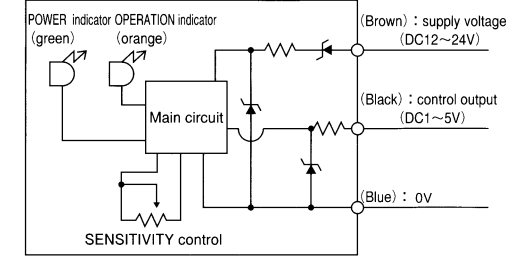 POWER indicator OPERATION indicator
(green) (orange)
(Brown) : supply voltage
(DC12～24V)
Main circuit
(Black) : control output
(DC1～5V)
(Blue) : 0V
SENSITIVITY control